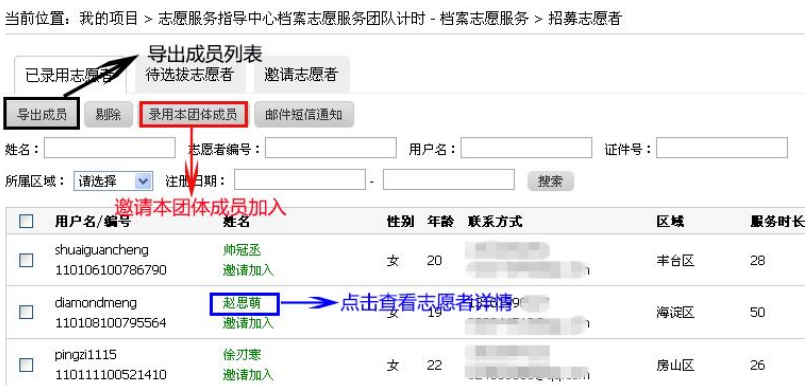 当前位置：我的项目 > 志愿服务指导中心档案志愿服务团队计时 - 档案志愿服务 > 招募志愿者
导出成员列表
已录用志愿者 待选拔志愿者 邀请志愿者
导出成员 剔除 录用本团体成员 邮件短信通知
姓名： 志愿者编号： 用户名： 证件号：
所属区域： 请选择 注册日期： - 搜索
邀请本团体成员加入
用户名/编号 姓名 性别 年龄 联系方式 区域 服务时长
shuaiguancheng 帅冠丞
110106100786790 邀请加入 女 20 丰台区 28
diamondmeng 赵思萌 点击查看志愿者详情
110108100795564 邀请加入 女 19 海淀区 50
pingzi1115 徐刃寒
110111100521410 邀请加入 女 22 房山区 26